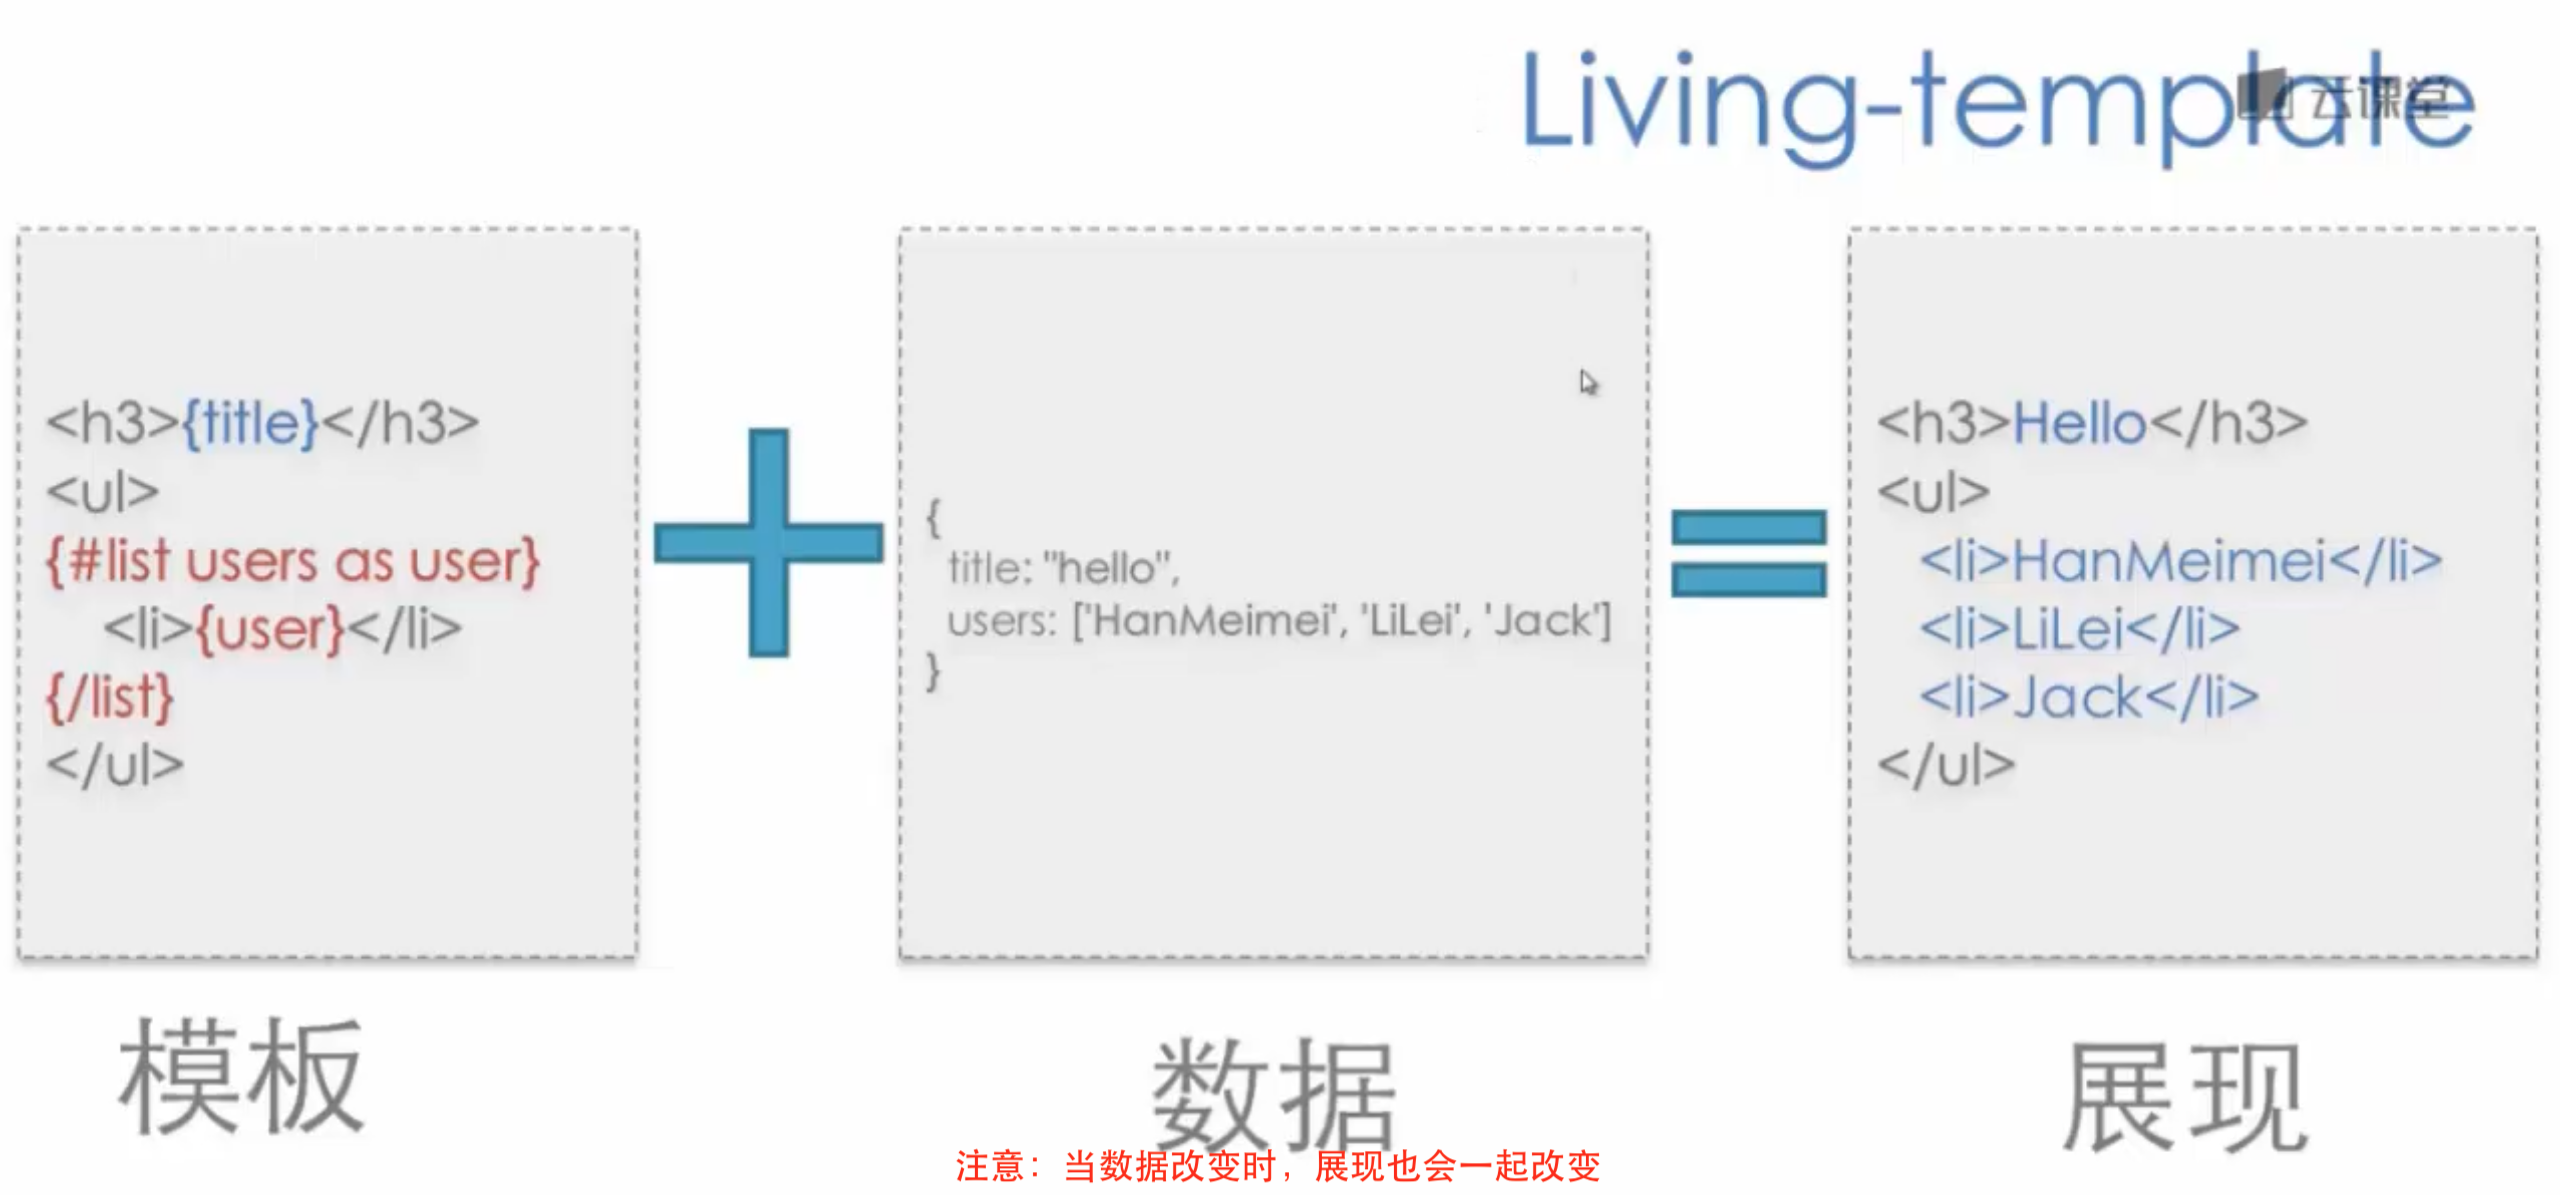 Living-template
云课堂
<h3>{title}</h3>
<ul>
{#list users as user}
<li>{user}</li>
{/list}
</ul>
{
title: "hello",
users: ['HanMeimei', 'LiLei', 'Jack']
}
<h3>Hello</h3>
<ul>
<li>HanMeimei</li>
<li>LiLei</li>
<li>Jack</li>
</ul>
模板
数据
展现
注意：当数据改变时，展现也会一起改变